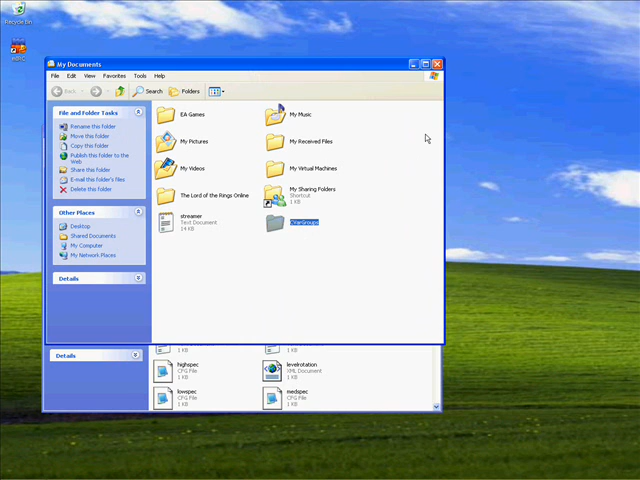 Recycle Bin
mIRC
My Documents
File Edit View Favorites Tools Help
Back Search Folders
File and Folder Tasks
Rename this folder
Move this folder
Copy this folder
Publish this folder to the
Web
Share this folder
E-mail this folder's files
Delete this folder
Other Places
Desktop
Shared Documents
My Computer
My Network Places
Details
EA Games
My Music
My Pictures
My Received Files
My Videos
My Virtual Machines
The Lord of the Rings Online
My Sharing Folders
Shortcut
1 KB
streamer
Text Document
14 KB
CVarGroups
Details
1 KB
1 KB
highspec
CFG File
1 KB
levelrotation
XML Document
1 KB
lowspec
CFG File
1 KB
medspec
CFG File
1 KB